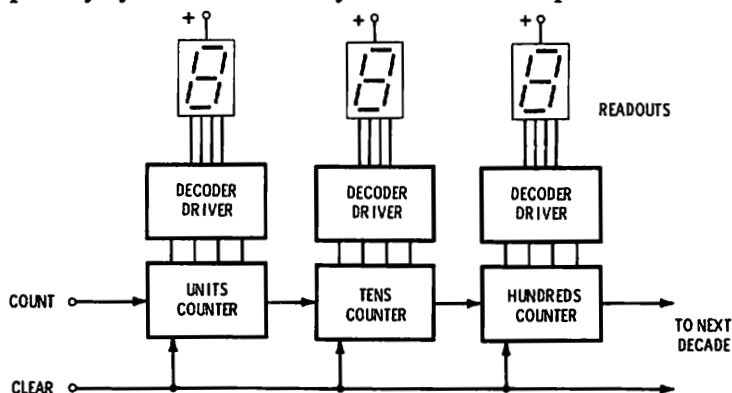 +
+
+
READOUTS
DECODER
DRIVER
DECODER
DRIVER
DECODER
DRIVER
COUNT
UNITS
COUNTER
TENS
COUNTER
HUNDREDS
COUNTER
TO NEXT
DECADE
CLEAR